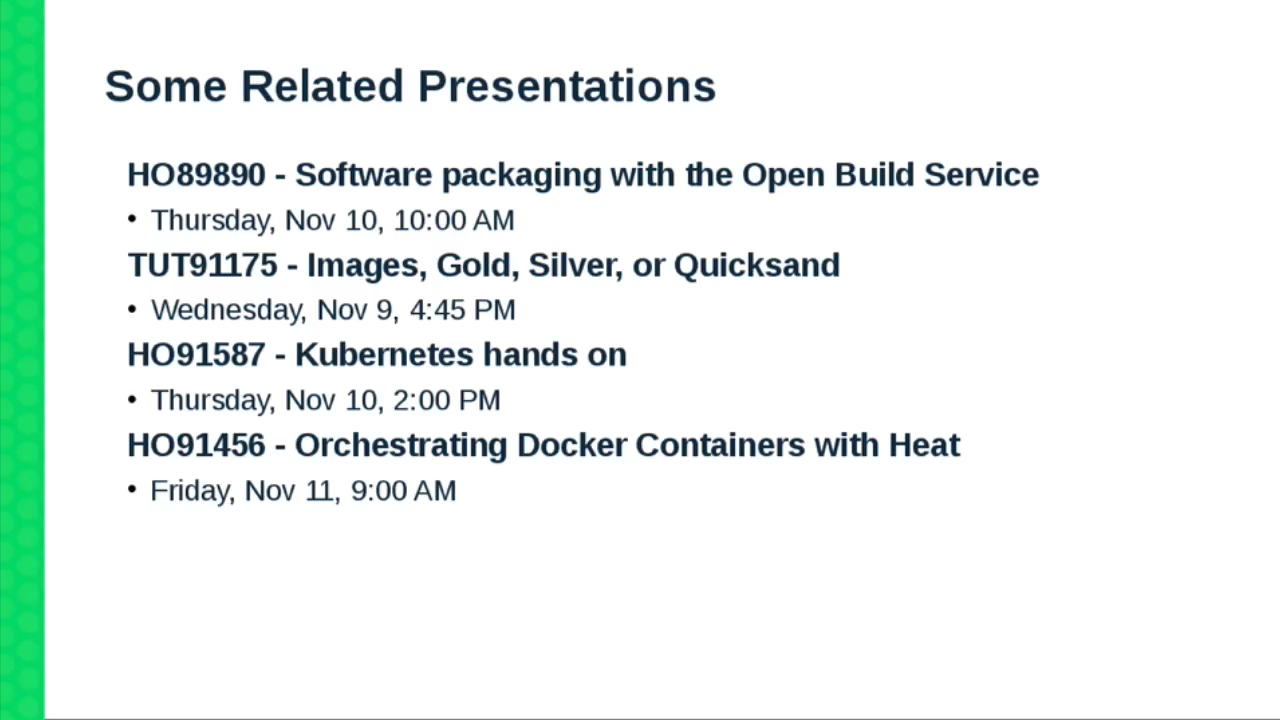 Some Related Presentations
HO89890 - Software packaging with the Open Build Service
• Thursday, Nov 10, 10:00 AM
TUT91175 - Images, Gold, Silver, or Quicksand
• Wednesday, Nov 9, 4:45 PM
HO91587 - Kubernetes hands on
• Thursday, Nov 10, 2:00 PM
HO91456 - Orchestrating Docker Containers with Heat
• Friday, Nov 11, 9:00 AM